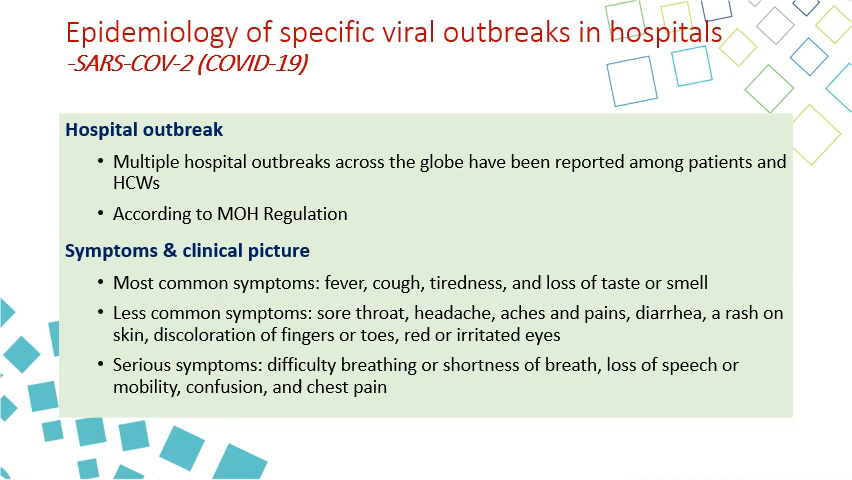 Epidemiology of specific viral outbreaks in hospitals
-SARS-COV-2 (COVID-19)
Hospital outbreak
• Multiple hospital outbreaks across the globe have been reported among patients and
HCWs
• According to MOH Regulation
Symptoms & clinical picture
• Most common symptoms: fever, cough, tiredness, and loss of taste or smell
• Less common symptoms: sore throat, headache, aches and pains, diarrhea, a rash on
skin, discoloration of fingers or toes, red or irritated eyes
• Serious symptoms: difficulty breathing or shortness of breath, loss of speech or
mobility, confusion, and chest pain